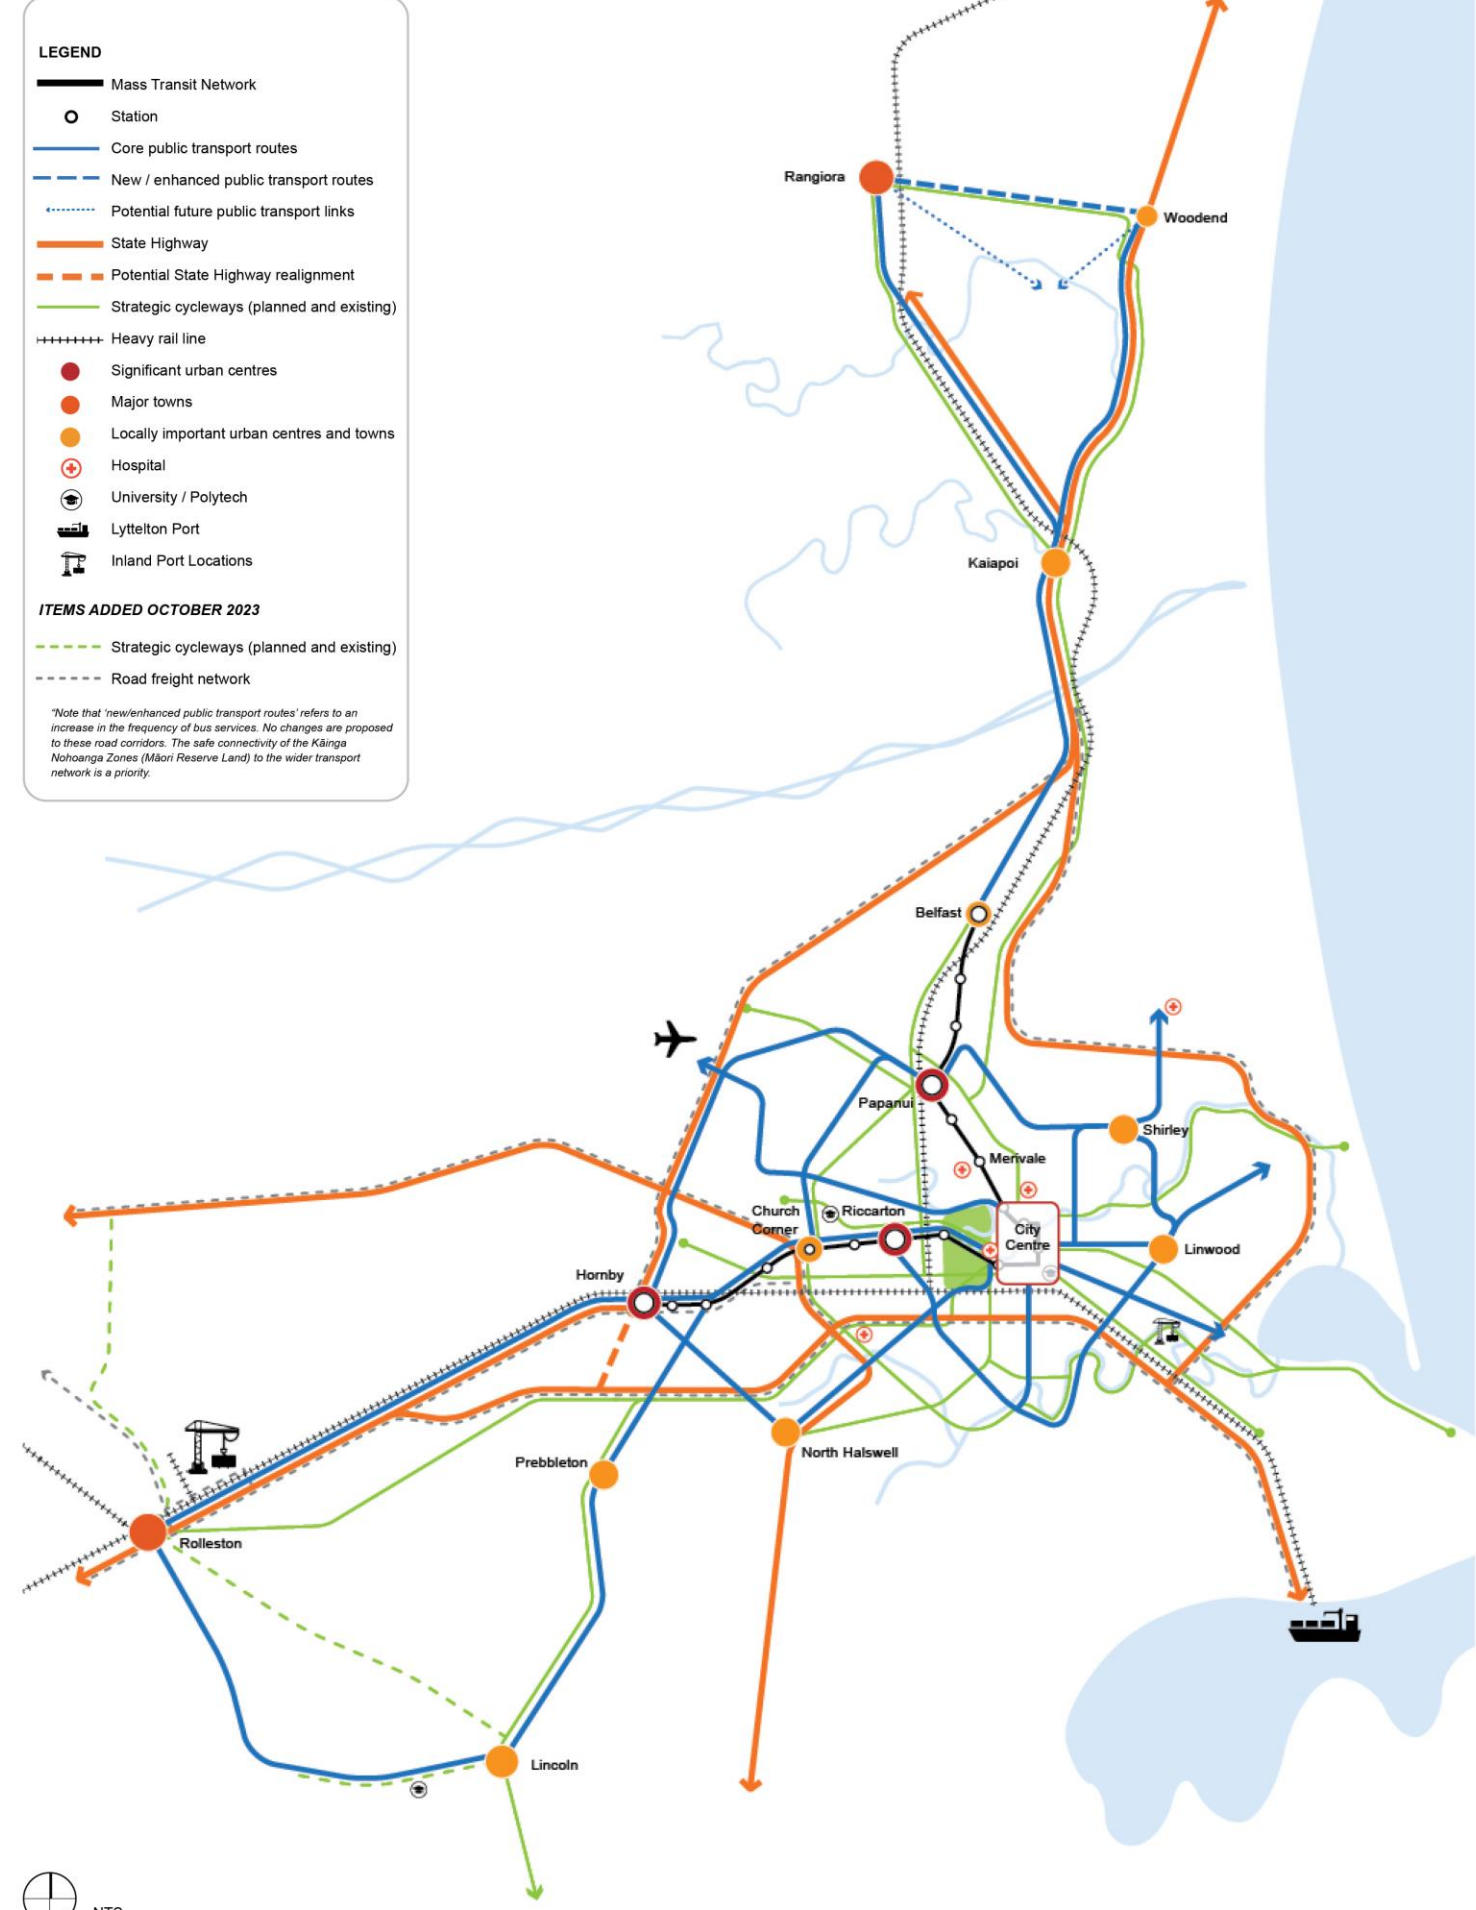 LEGEND
Mass Transit Network
Station
Core public transport routes
New / enhanced public transport routes
Potential future public transport links
State Highway
Potential State Highway realignment
Strategic cycleways (planned and existing)
Heavy rail line
Significant urban centres
Major towns
Locally important urban centres and towns
Hospital
University / Polytech
Lyttelton Port
Inland Port Locations
ITEMS ADDED OCTOBER 2023
Strategic cycleways (planned and existing)
Road freight network
"Note that 'new/enhanced public transport routes' refers to an
increase in the frequency of bus services. No changes are proposed
to these road corridors. The safe connectivity of the Kāinga
Nohoanga Zones (Māori Reserve Land) to the wider transport
network is a priority.
Rangiora
Woodend
Kaiapoi
Belfast
Papanui
Shirley
Merivale
Church
Corner
Riccarton
City
Centre
Linwood
Hornby
North Halswell
Prebbleton
Rolleston
Lincoln
NTS